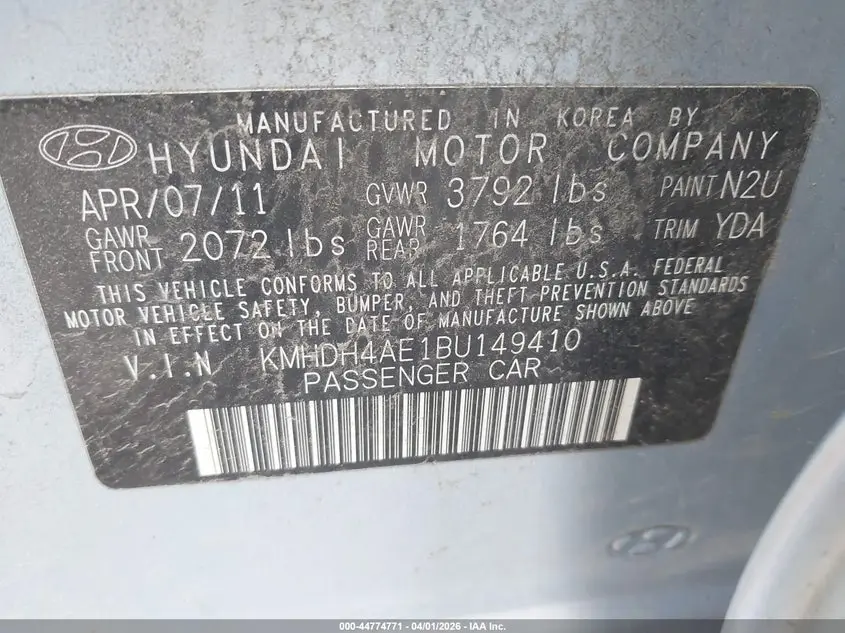 MANUFACTURED IN KOREA BY
HYUNDAI MOTOR COMPANY
APR/07/11 GVWR 3792 lbs PAINT N2U
GAWR FRONT 2072 lbs GAWR REAR 1764 lbs TRIM YDA
THIS VEHICLE CONFORMS TO ALL APPLICABLE U.S.A. FEDERAL
MOTOR VEHICLE SAFETY, BUMPER, AND THEFT PREVENTION STANDARDS
IN EFFECT ON THE DATE OF MANUFACTURE SHOWN ABOVE
V.I.N KMHDH4AE1BU149410
PASSENGER CAR
000-44774771 - 04/01/2026 - IAA Inc.